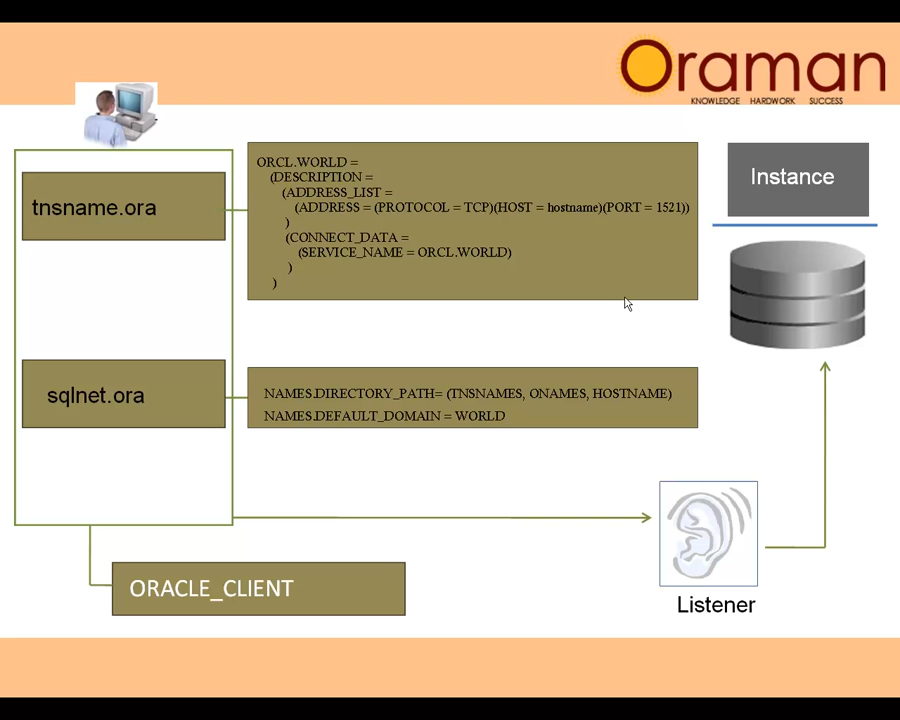 Oraman
KNOWLEDGE HARDWORK SUCCESS
tnsname.ora
ORCL.WORLD =
(DESCRIPTION =
(ADDRESS_LIST =
(ADDRESS = (PROTOCOL = TCP)(HOST = hostname)(PORT = 1521))
)
(CONNECT_DATA =
(SERVICE_NAME = ORCL.WORLD)
)
)
Instance
sqlnet.ora
NAMES.DIRECTORY_PATH= (TNSNAMES, ONAMES, HOSTNAME)
NAMES.DEFAULT_DOMAIN = WORLD
ORACLE_CLIENT
Listener